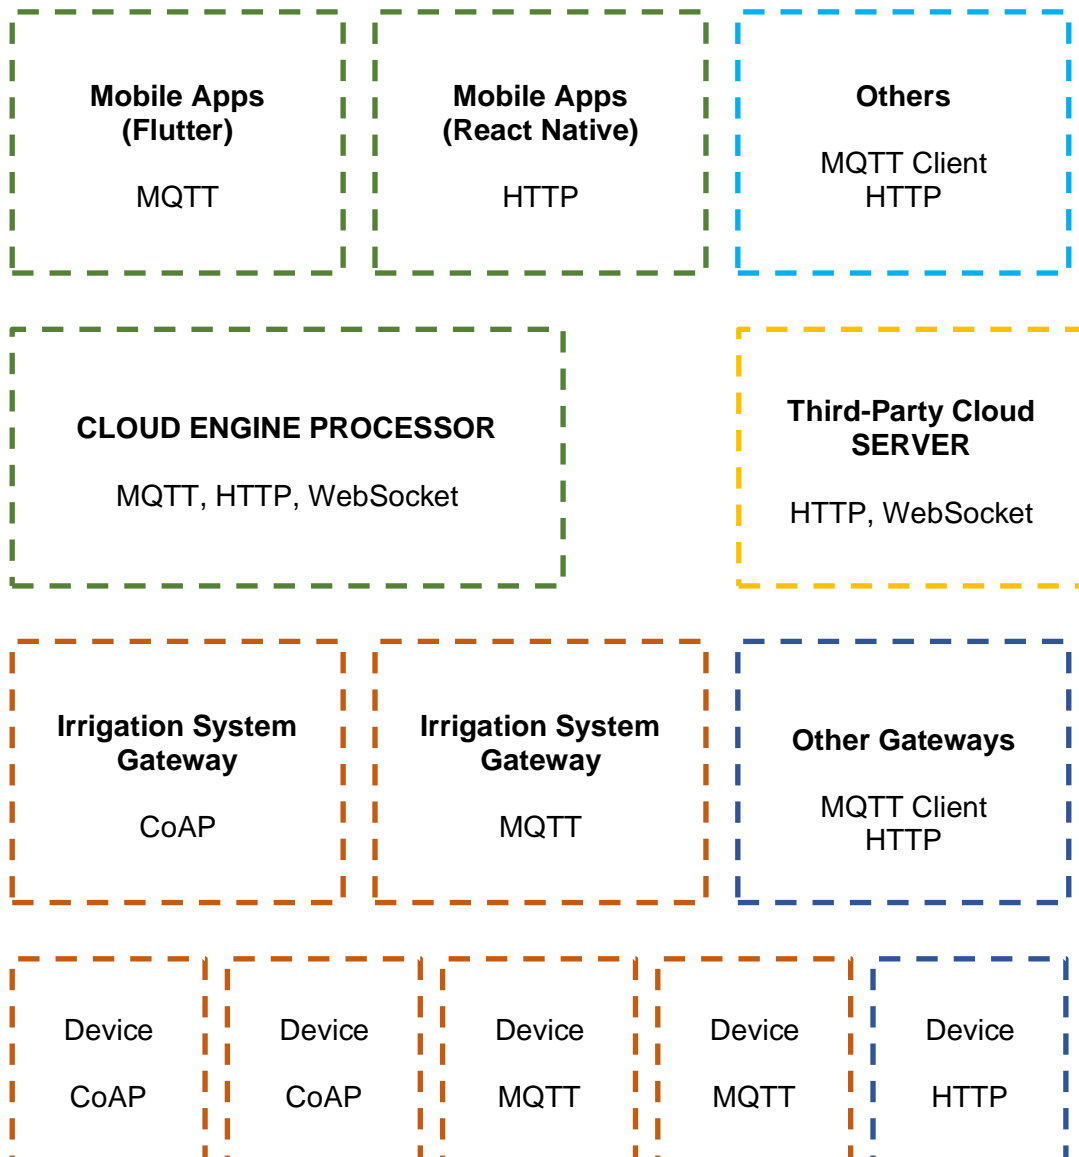 Mobile Apps
(Flutter)
MQTT
Mobile Apps
(React Native)
HTTP
Others
MQTT Client
HTTP
CLOUD ENGINE PROCESSOR
MQTT, HTTP, WebSocket
Third-Party Cloud
SERVER
HTTP, WebSocket
Irrigation System
Gateway
CoAP
Irrigation System
Gateway
MQTT
Other Gateways
MQTT Client
HTTP
Device
CoAP
Device
CoAP
Device
MQTT
Device
MQTT
Device
HTTP